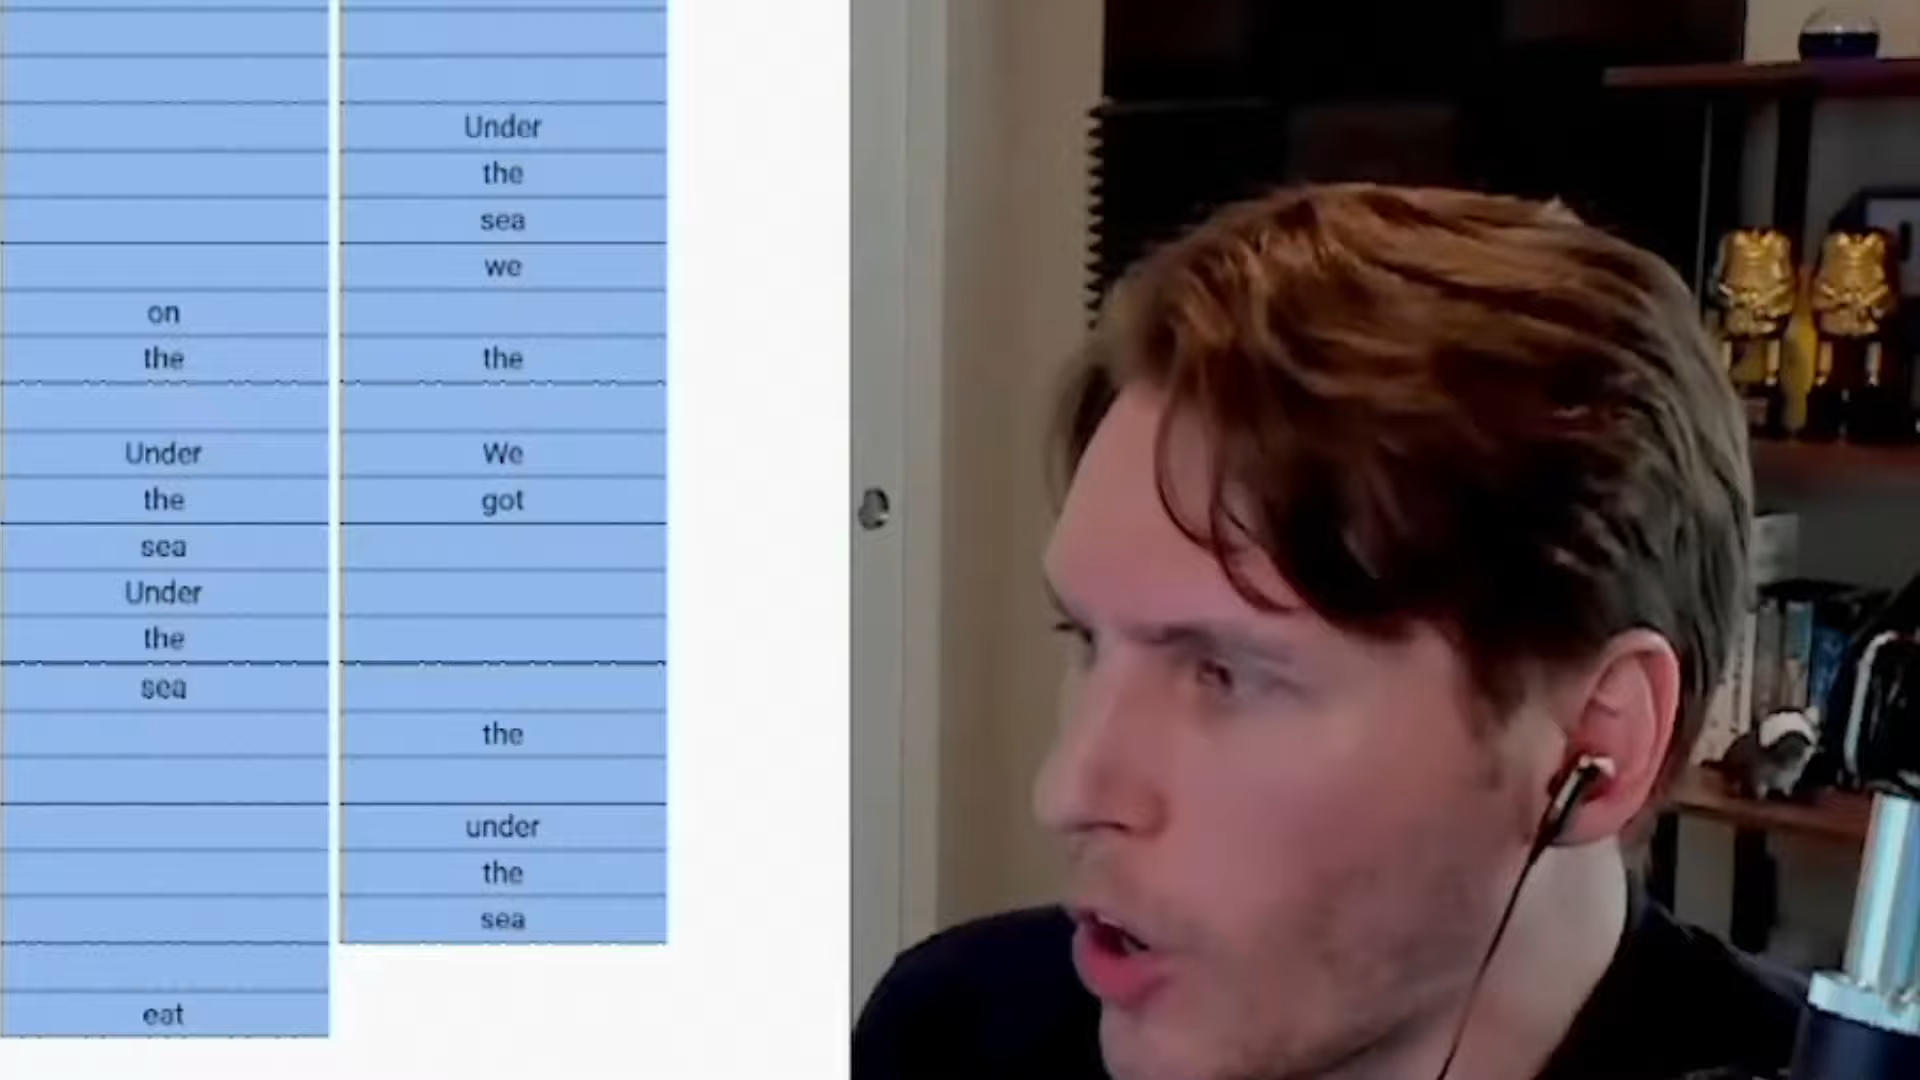 on
the
Under
the
sea
Under
the
sea
eat
Under
the
sea
we
the
We
got
the
under
the
sea